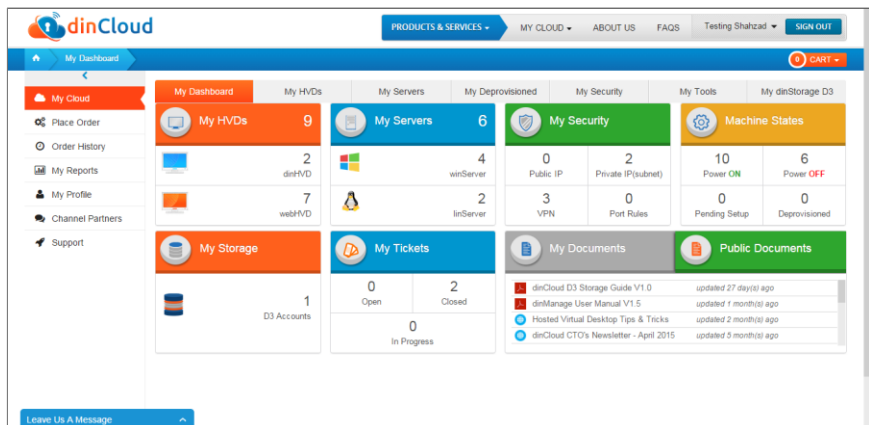 dinCloud
PRODUCTS & SERVICES
MY CLOUD
ABOUT US
FAQS
Testing Shahzad
SIGN OUT
My Dashboard
0 CART
My Cloud
Place Order
Order History
My Reports
My Profile
Channel Partners
Support
My Dashboard
My HVDs
My Servers
My Deprovisioned
My Security
My Tools
My dinStorage D3
My HVDs 9
2
dinHVD
7
webHVD
My Servers 6
4
winServer
2
linServer
My Security
0
Public IP
2
Private IP(subnet)
3
VPN
0
Port Rules
Machine States
10
Power ON
6
Power OFF
0
Pending Setup
0
Deprovisioned
My Storage
1
D3 Accounts
My Tickets
0
Open
2
Closed
0
In Progress
My Documents
Public Documents
dinCloud D3 Storage Guide V1.0 updated 27 day(s) ago
dinManage User Manual V1.5 updated 1 month(s) ago
Hosted Virtual Desktop Tips & Tricks updated 2 month(s) ago
dinCloud CTO's Newsletter - April 2015 updated 5 month(s) ago
Leave Us A Message